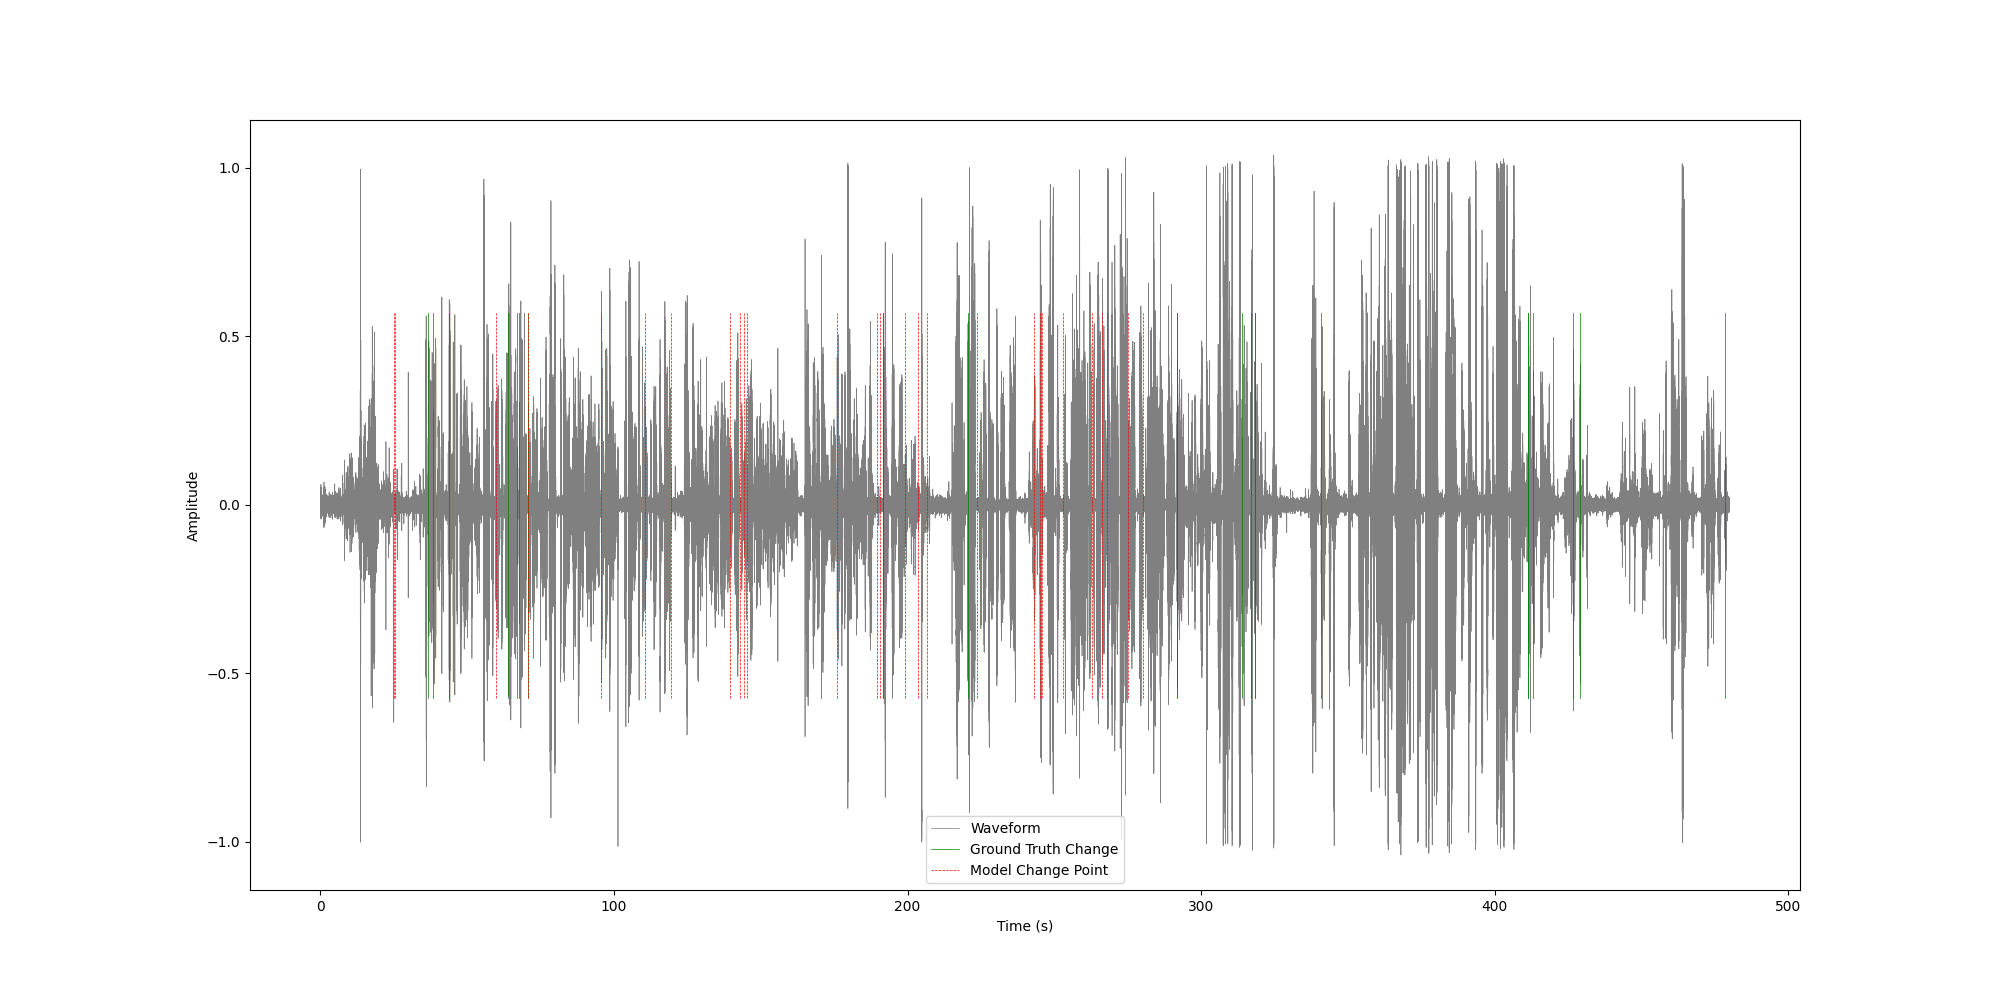 1.0
0.5
0.0
−0.5
−1.0
Amplitude
Waveform
Ground Truth Change
Model Change Point
0 100 200 300 400 500
Time (s)